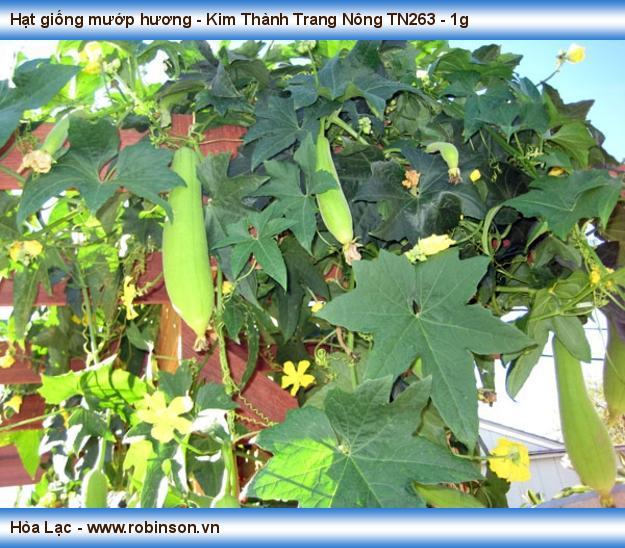 Hạt giống mướp hương - Kim Thành Trang Nông TN263 - 1g
Hòa Lạc - www.robinson.vn